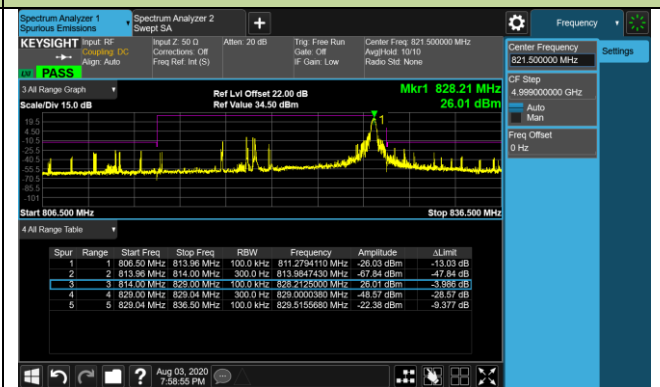 Spectrum Analyzer 1
Spurious Emissions
Spectrum Analyzer 2
Swept SA
+
Frequency
KEYSIGHT
Input: RF
Coupling: DC
Align: Auto
Input Z: 50 Ω
Corrections: Off
Freq Ref: Int (S)
Atten: 20 dB
Trig: Free Run
Gate: Off
IF Gain: Low
Center Freq: 821.500000 MHz
Avg|Hold: 10/10
Radio Std: None
PASS
Center Frequency
821.500000 MHz
Settings
CF Step
4.999000000 GHz
Auto
Man
Freq Offset
0 Hz
3 All Range Graph
Scale/Div 15.0 dB
Ref Lvl Offset 22.00 dB
Ref Value 34.50 dBm
Mkr1 828.21 MHz
26.01 dBm
1
19.5
4.50
-10.5
-25.5
-40.5
-55.5
-70.5
-85.5
-101
Start 806.500 MHz
Stop 836.500 MHz
4 All Range Table
Spur Range Start Freq Stop Freq RBW Frequency Amplitude ΔLimit
1 1 806.50 MHz 813.96 MHz 100.0 kHz 811.2794110 MHz -26.03 dBm -13.03 dB
2 2 813.96 MHz 814.00 MHz 300.0 Hz 813.9847430 MHz -67.84 dBm -47.84 dB
3 3 814.00 MHz 829.00 MHz 100.0 kHz 828.2125000 MHz 26.01 dBm -3.986 dB
4 4 829.00 MHz 829.04 MHz 300.0 Hz 829.0000380 MHz -48.57 dBm -28.57 dB
5 5 829.04 MHz 836.50 MHz 100.0 kHz 829.5155680 MHz -22.38 dBm -9.377 dB
?
Aug 03, 2020
7:58:55 PM